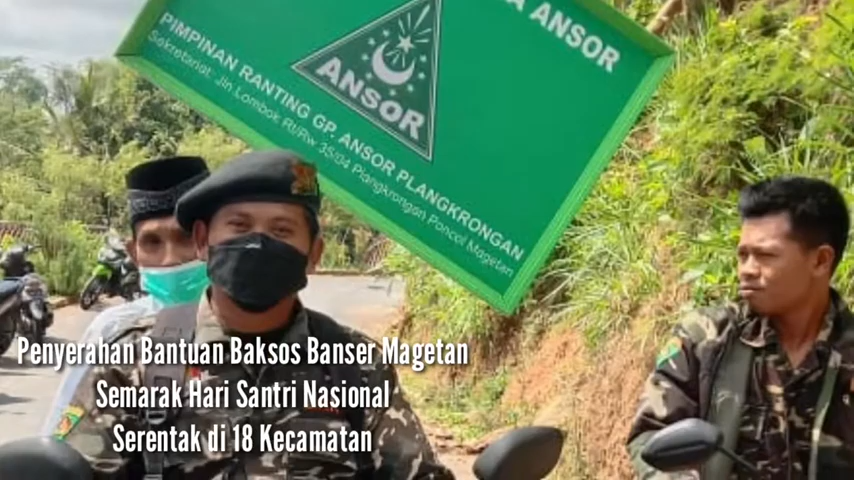 A ANSOR
ANSOR
PIMPINAN RANTING GP. ANSOR PLANGKRONGAN
Sekretariat: Jln Lombok Rt/Rw 35/04 Plangkrongan Poncol Magetan
Penyerahan Bantuan Baksos Banser Magetan
Semarak Hari Santri Nasional
Serentak di 18 Kecamatan